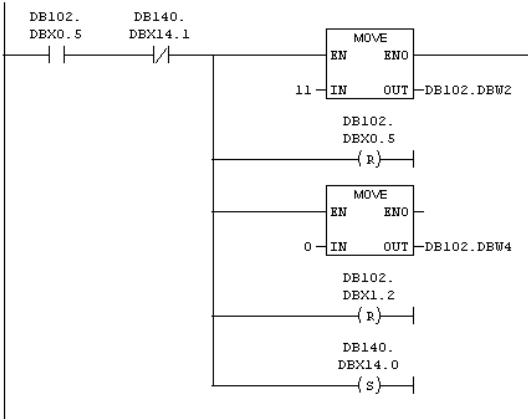 DB102. DB140.
DBX0.5 DBX14.1
MOVE
EN ENO
11 IN OUT DB102.DBW2
DB102.
DBX0.5
R
MOVE
EN ENO
0 IN OUT DB102.DBW4
DB102.
DBX1.2
R
DB140.
DBX14.0
S